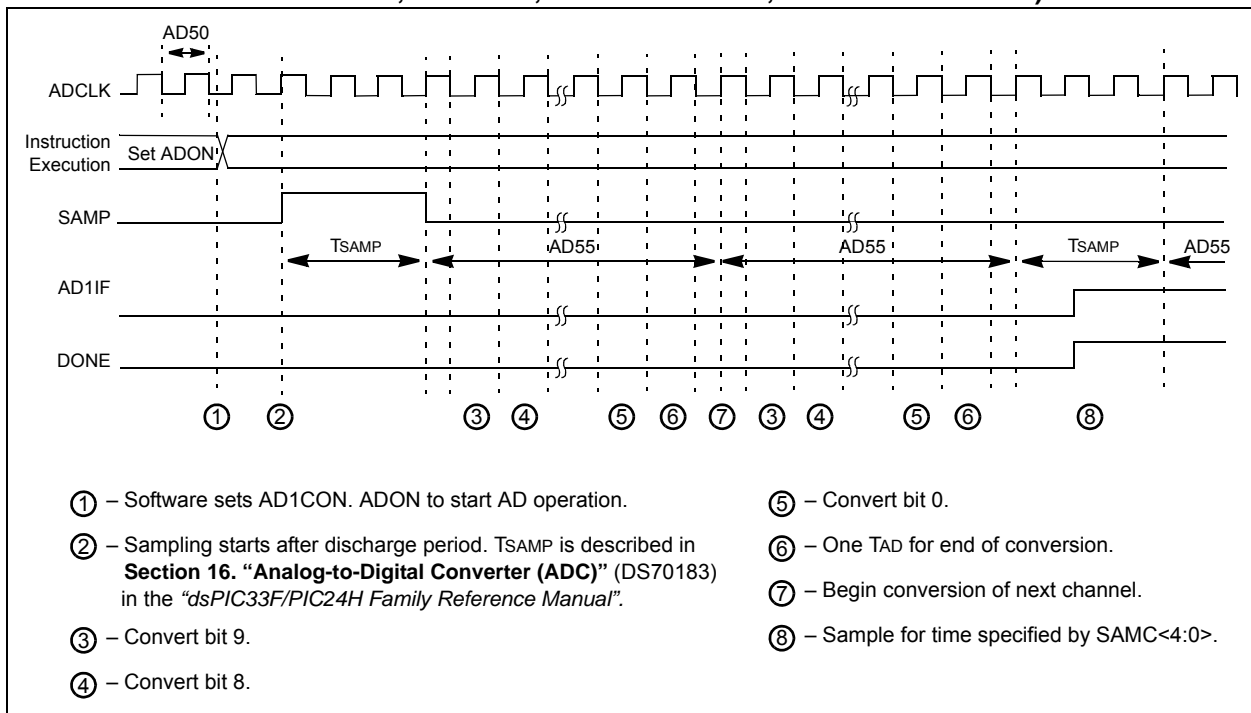 AD50
ADCLK
Instruction
Execution
Set ADON
SAMP
TSAMP
AD55
AD55
TSAMP
AD55
AD1IF
DONE
1 2 3 4 5 6 7 3 4 5 6 8
1 – Software sets AD1CON. ADON to start AD operation.
2 – Sampling starts after discharge period. TSAMP is described in
Section 16. “Analog-to-Digital Converter (ADC)” (DS70183)
in the “dsPIC33F/PIC24H Family Reference Manual”.
3 – Convert bit 9.
4 – Convert bit 8.
5 – Convert bit 0.
6 – One TAD for end of conversion.
7 – Begin conversion of next channel.
8 – Sample for time specified by SAMC<4:0>.